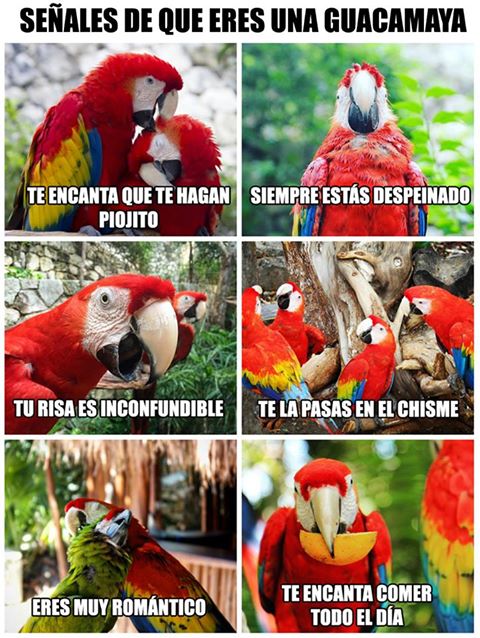 SEÑALES DE QUE ERES UNA GUACAMAYA
TE ENCANTA QUE TE HAGAN
PIOJITO
SIEMPRE ESTÁS DESPEINADO
TU RISA ES INCONFUNDIBLE
TE LA PASAS EN EL CHISME
ERES MUY ROMÁNTICO
TE ENCANTA COMER
TODO EL DÍA